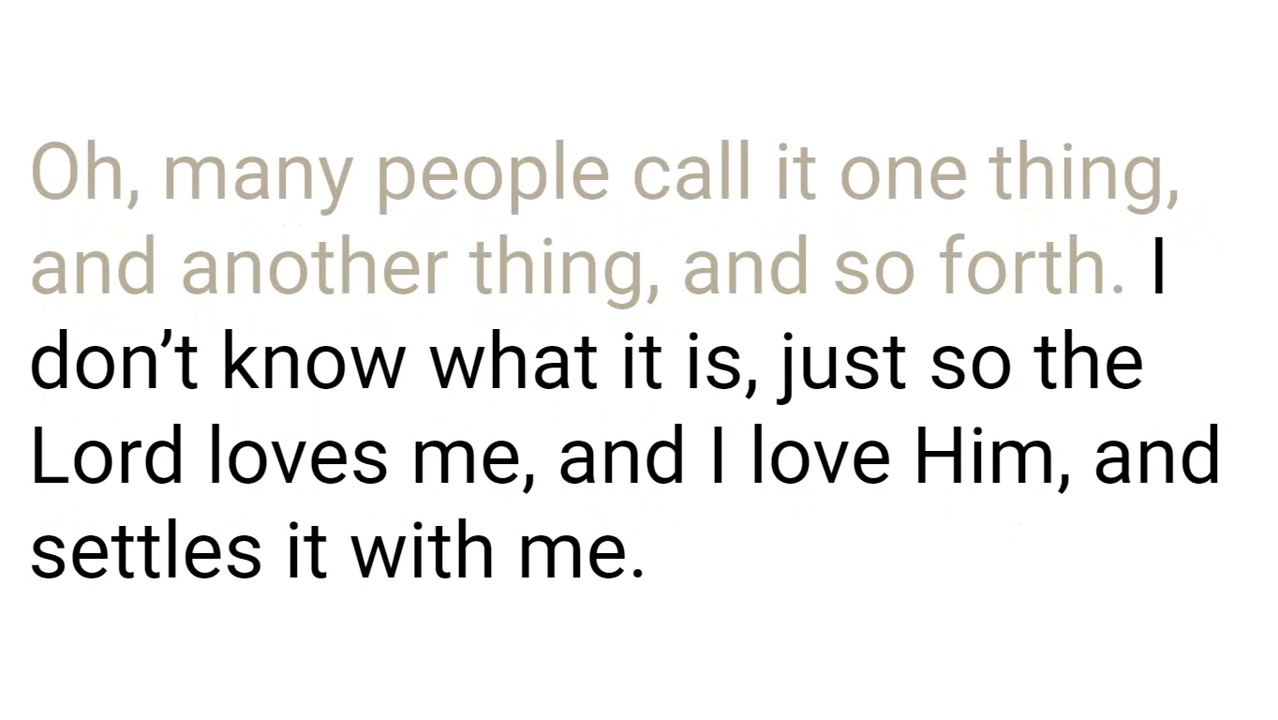 Oh, many people call it one thing,
and another thing, and so forth. I
don’t know what it is, just so the
Lord loves me, and I love Him, and
settles it with me.